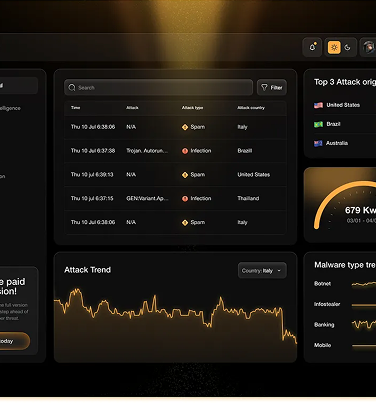 telligence
e paid
sion!
e full version
step ahead of
er threat.
today
Search
Filter
Time Attack Attack type Attack country
Thu 10 Jul 6:38:06 N/A Spam Italy
Thu 10 Jul 6:37:38 Trojan, Autorun... Infection Brazil
Thu 10 Jul 6:39:13 N/A Spam United States
Thu 10 jul 6:37:15 GEN:Variant.Ap... Infection Thailand
Thu 10 Jul 6:38:06 N/A Spam Italy
Attack Trend
Country: Italy
Top 3 Attack orig
United States
Brazil
Australia
679 Kw
03/01 - 04/0
Malware type tre
Botnet
Infostealer
Banking
Mobile